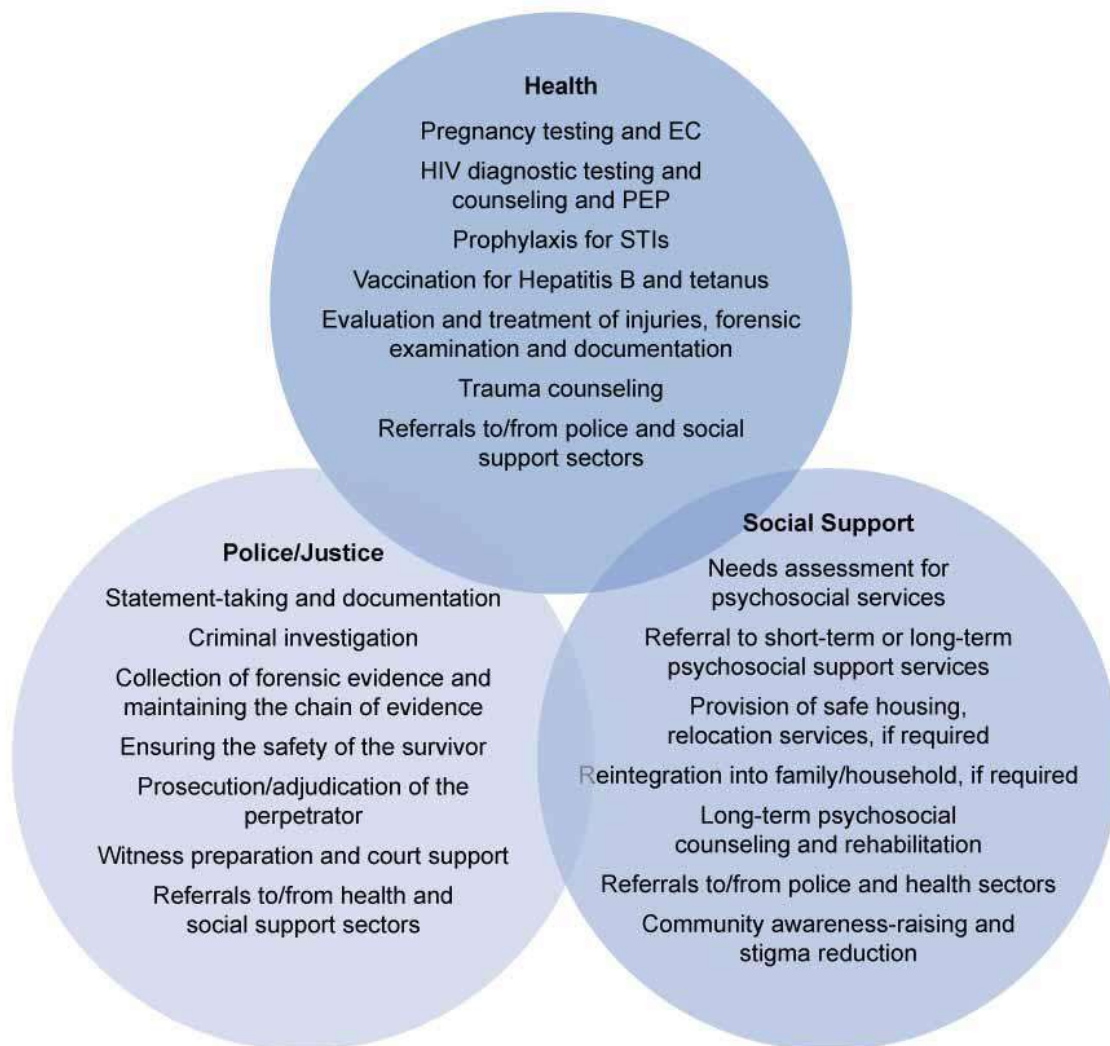 Health
Pregnancy testing and EC
HIV diagnostic testing and
counseling and PEP
Prophylaxis for STIs
Vaccination for Hepatitis B and tetanus
Evaluation and treatment of injuries, forensic
examination and documentation
Trauma counseling
Referrals to/from police and social
support sectors
Police/Justice
Statement-taking and documentation
Criminal investigation
Collection of forensic evidence and
maintaining the chain of evidence
Ensuring the safety of the survivor
Prosecution/adjudication of the
perpetrator
Witness preparation and court support
Referrals to/from health and
social support sectors
Social Support
Needs assessment for
psychosocial services
Referral to short-term or long-term
psychosocial support services
Provision of safe housing,
relocation services, if required
Reintegration into family/household, if required
Long-term psychosocial
counseling and rehabilitation
Referrals to/from police and health sectors
Community awareness-raising and
stigma reduction